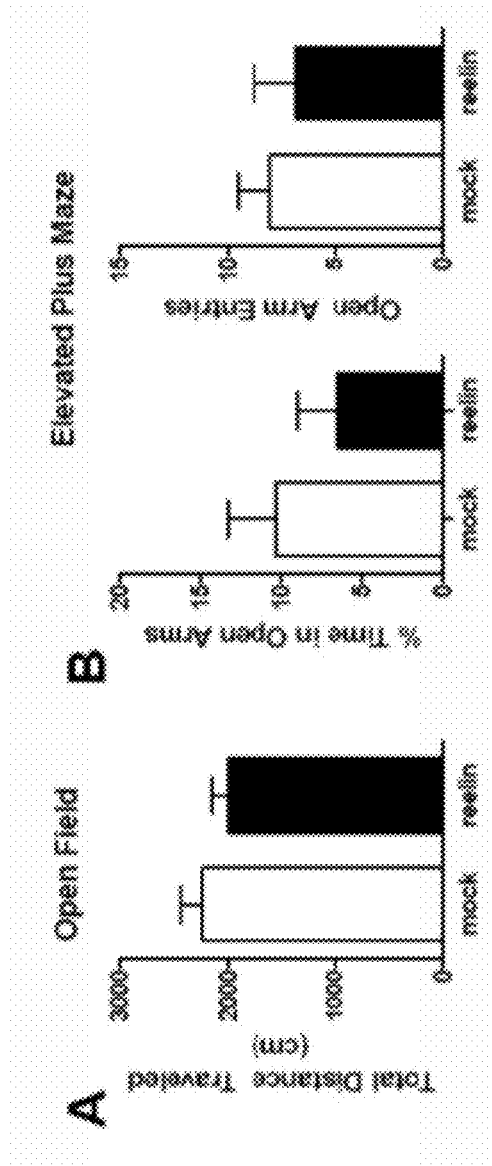 A
Open Field
Total Distance Traveled
(cm)
3000
2000
1000
0
mock
reelin
B
Elevated Plus Maze
% Time in Open Arms
20
15
10
5
0
mock
reelin
Open Arm Entries
15
10
5
0
mock
reelin